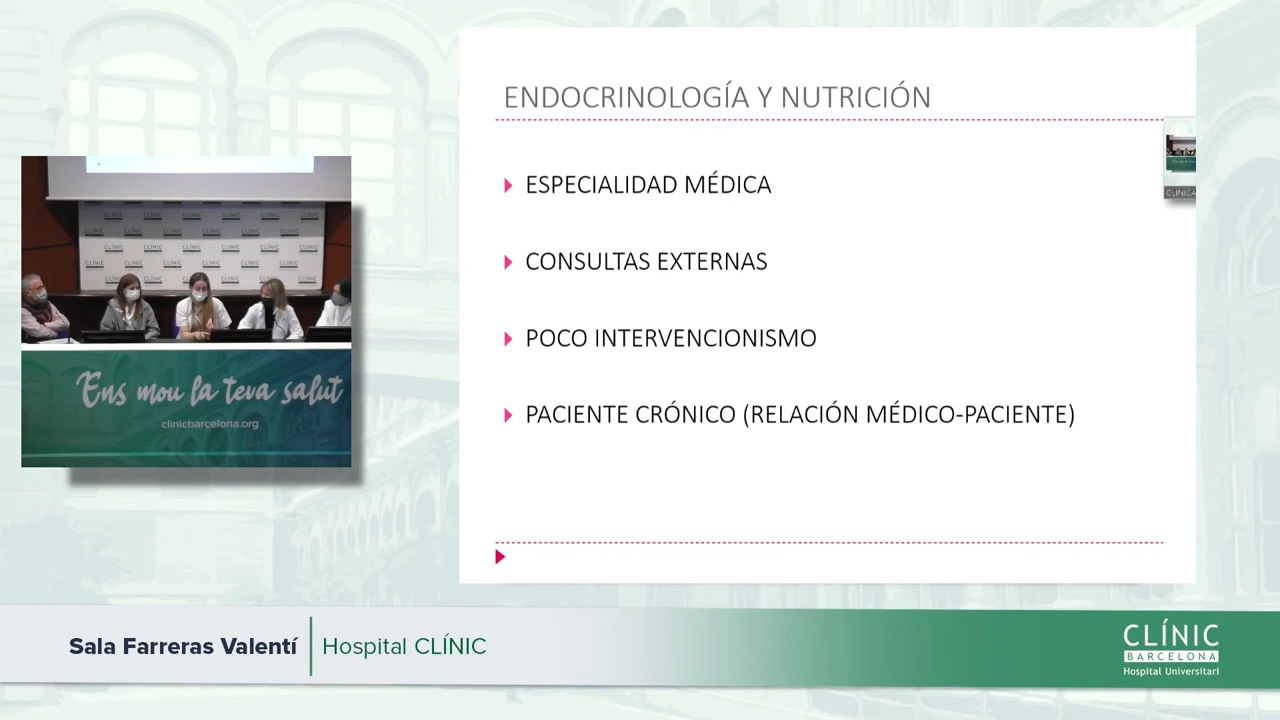 ENDOCRINOLOGÍA Y NUTRICIÓN
ESPECIALIDAD MÉDICA
CONSULTAS EXTERNAS
POCO INTERVENCIONISMO
PACIENTE CRÓNICO (RELACIÓN MÉDICO-PACIENTE)
CLÍNIC
Ens mou la teva salut
clinicbarcelona.org
Sala Farreras Valentí
Hospital CLÍNIC
CLÍNIC
BARCELONA
Hospital Universitari